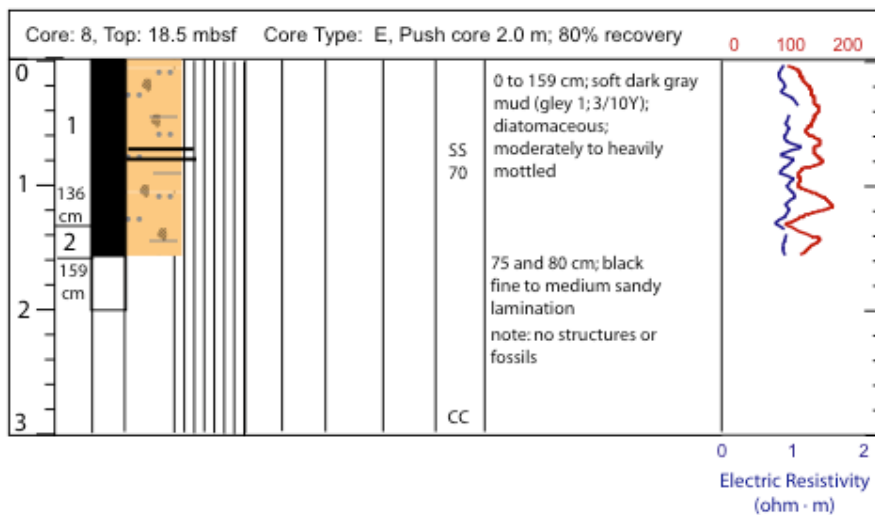 Core: 8, Top: 18.5 mbsf Core Type: E, Push core 2.0 m; 80% recovery
0 100 200
0
1
2
3
1
136
cm
2
159
cm
SS
70
CC
0 to 159 cm; soft dark gray
mud (gley 1; 3/10Y);
diatomaceous;
moderately to heavily
mottled
75 and 80 cm; black
fine to medium sandy
lamination
note: no structures or
fossils
0 1 2
Electric Resistivity
(ohm · m)